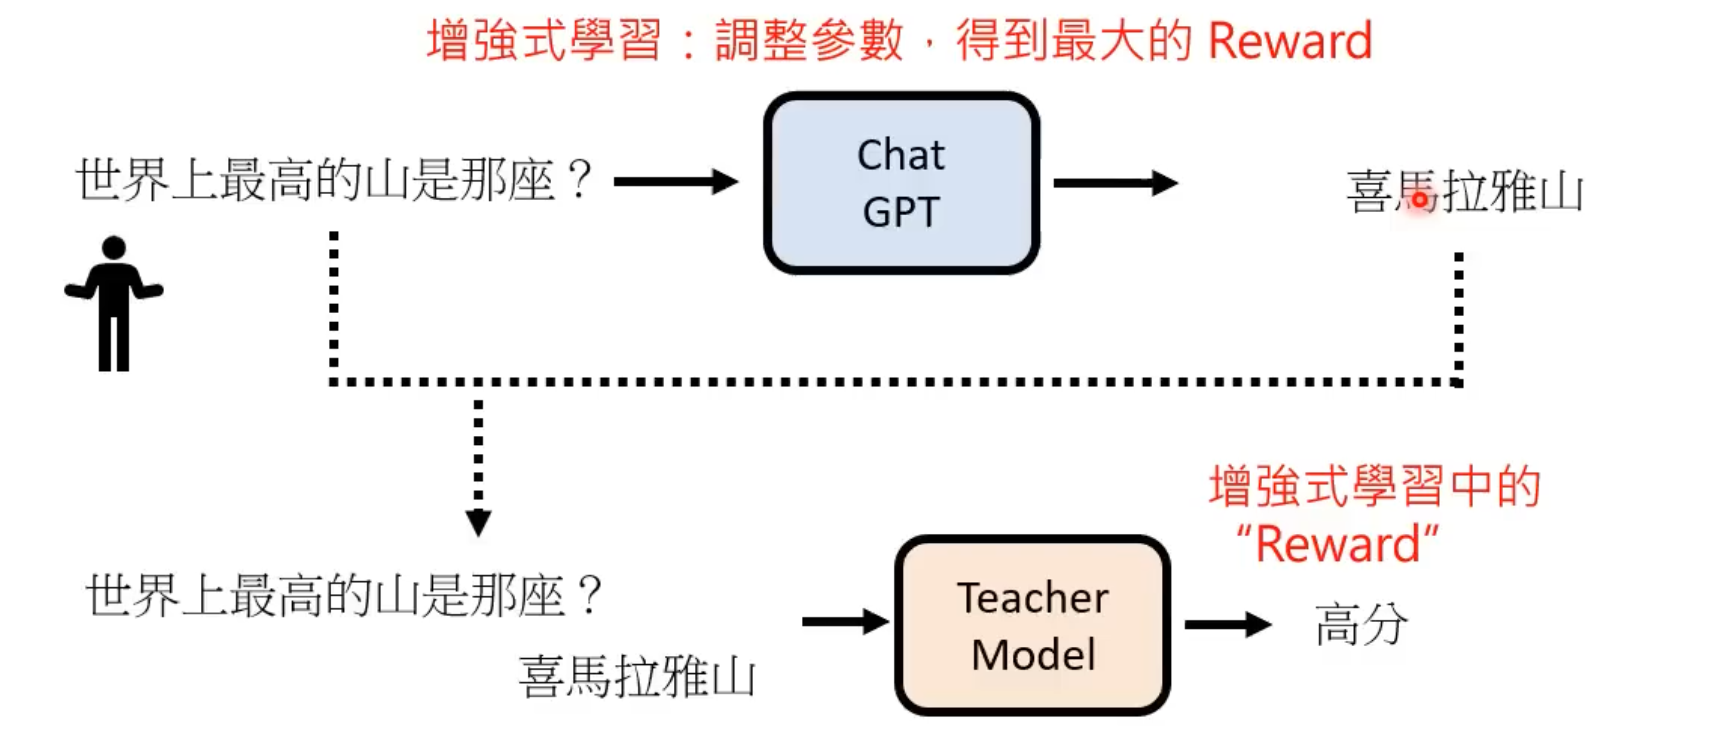 增強式學習：調整參數，得到最大的 Reward
世界上最高的山是那座？
Chat
GPT
喜馬拉雅山
世界上最高的山是那座？
喜馬拉雅山
Teacher
Model
增強式學習中的
“Reward”
高分